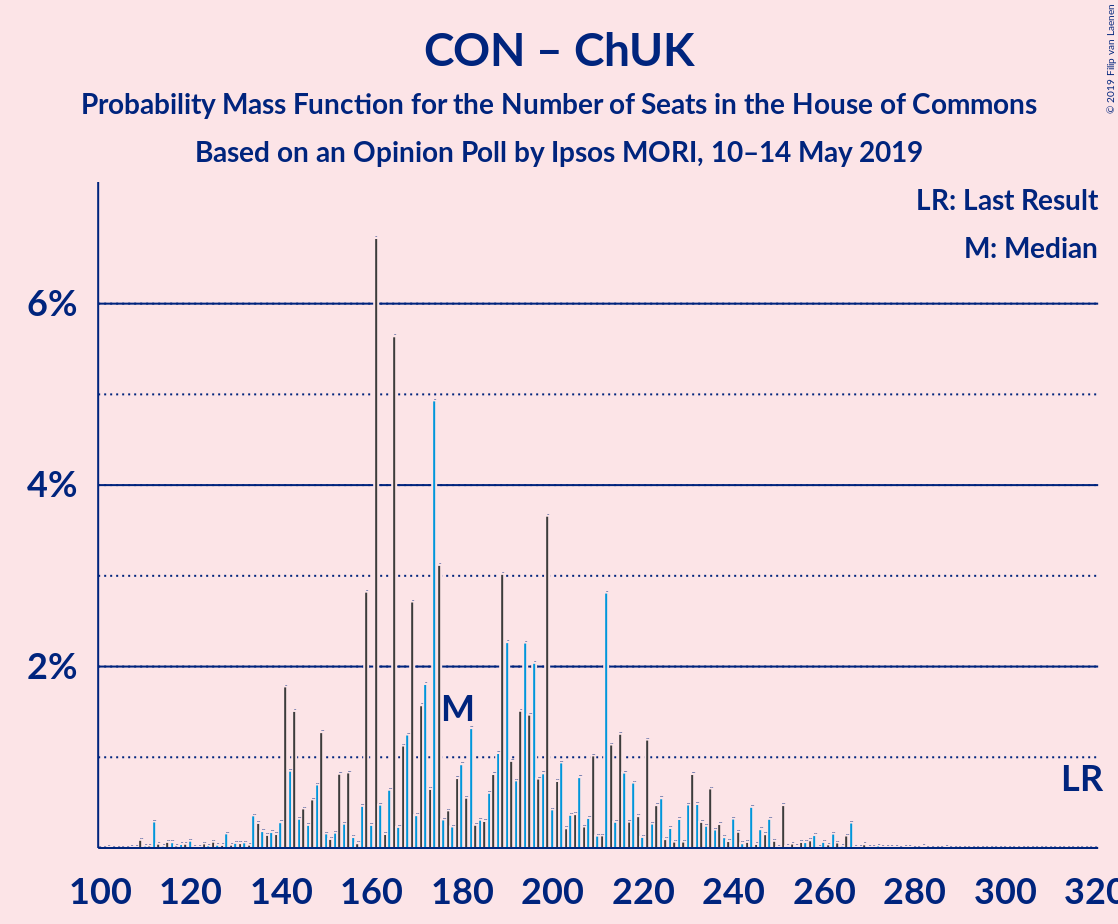 CON – ChUK
Probability Mass Function for the Number of Seats in the House of Commons
Based on an Opinion Poll by Ipsos MORI, 10–14 May 2019
© 2019 Filip van Laenen
LR: Last Result
M: Median
6%
4%
2%
M
LR
100 120 140 160 180 200 220 240 260 280 300 320